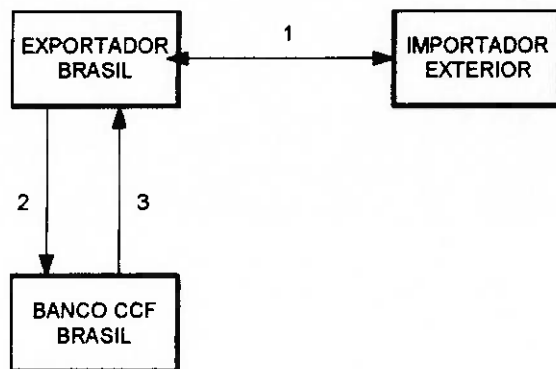 EXPORTADOR
BRASIL
1
IMPORTADOR
EXTERIOR
2
3
BANCO CCF
BRASIL